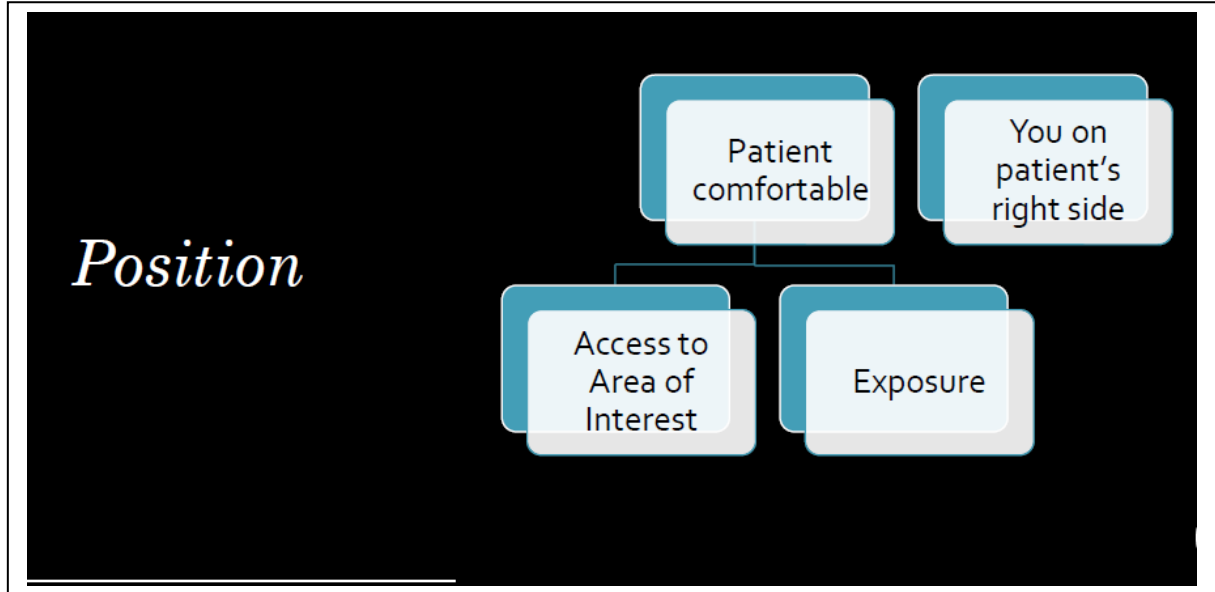 Position
Patient
comfortable
You on
patient's
right side
Access to
Area of
Interest
Exposure